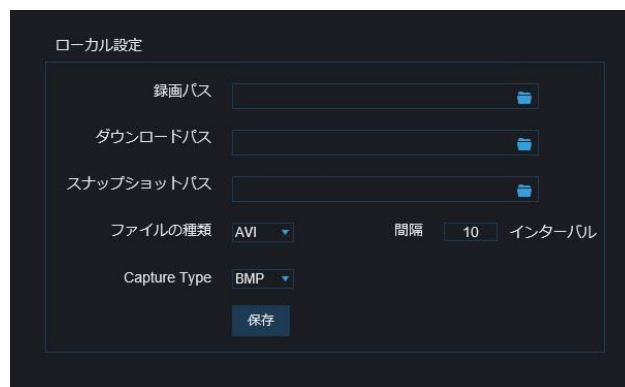 ローカル設定
録画パス
ダウンロードパス
スナップショットパス
ファイルの種類 AVI 間隔 10 インターバル
Capture Type BMP
保存